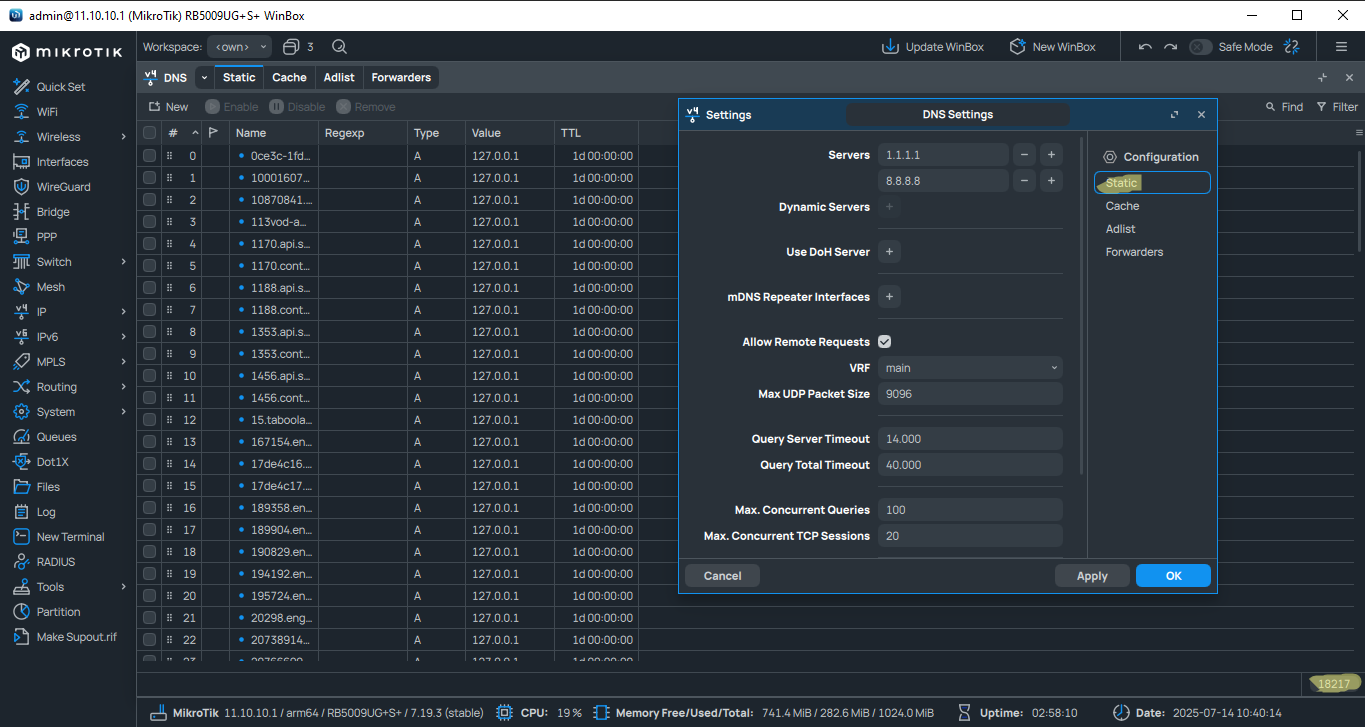 admin@11.10.10.1 (MikroTik) RB5009UG+S+ WinBox
MikroTik
Workspace: <own> 3 Update WinBox New WinBox Safe Mode
DNS Static Cache Adlist Forwarders
New Enable Disable Remove Find Filter
# Name Regexp Type Value TTL
0 0ce3c-1fd... A 127.0.0.1 1d 00:00:00
1 10001607... A 127.0.0.1 1d 00:00:00
2 10870841.... A 127.0.0.1 1d 00:00:00
3 113vod-a... A 127.0.0.1 1d 00:00:00
4 1170.api.s... A 127.0.0.1 1d 00:00:00
5 1170.cont... A 127.0.0.1 1d 00:00:00
6 1188.api.s... A 127.0.0.1 1d 00:00:00
7 1188.cont... A 127.0.0.1 1d 00:00:00
8 1353.api.s... A 127.0.0.1 1d 00:00:00
9 1353.cont... A 127.0.0.1 1d 00:00:00
10 1456.api.s... A 127.0.0.1 1d 00:00:00
11 1456.cont... A 127.0.0.1 1d 00:00:00
12 15.taboola... A 127.0.0.1 1d 00:00:00
13 167154.en... A 127.0.0.1 1d 00:00:00
14 17de4c16.... A 127.0.0.1 1d 00:00:00
15 17de4c17.... A 127.0.0.1 1d 00:00:00
16 189358.en... A 127.0.0.1 1d 00:00:00
17 189904.en... A 127.0.0.1 1d 00:00:00
18 190829.en... A 127.0.0.1 1d 00:00:00
19 194192.en... A 127.0.0.1 1d 00:00:00
20 195724.en... A 127.0.0.1 1d 00:00:00
21 20298.eng... A 127.0.0.1 1d 00:00:00
22 20738914... A 127.0.0.1 1d 00:00:00
Quick Set
WiFi
Wireless
Interfaces
WireGuard
Bridge
PPP
Switch
Mesh
IP
IPv6
MPLS
Routing
System
Queues
Dot1X
Files
Log
New Terminal
RADIUS
Tools
Partition
Make Supout.rif
Settings DNS Settings
Servers 1.1.1.1
8.8.8.8
Dynamic Servers
Use DoH Server
mDNS Repeater Interfaces
Allow Remote Requests
VRF main
Max UDP Packet Size 9096
Query Server Timeout 14.000
Query Total Timeout 40.000
Max. Concurrent Queries 100
Max. Concurrent TCP Sessions 20
Configuration
Static
Cache
Adlist
Forwarders
Cancel Apply OK
18217
MikroTik 11.10.10.1 / arm64 / RB5009UG+S+ / 7.19.3 (stable) CPU: 19 % Memory Free/Used/Total: 741.4 MiB / 282.6 MiB / 1024.0 MiB Uptime: 02:58:10 Date: 2025-07-14 10:40:14